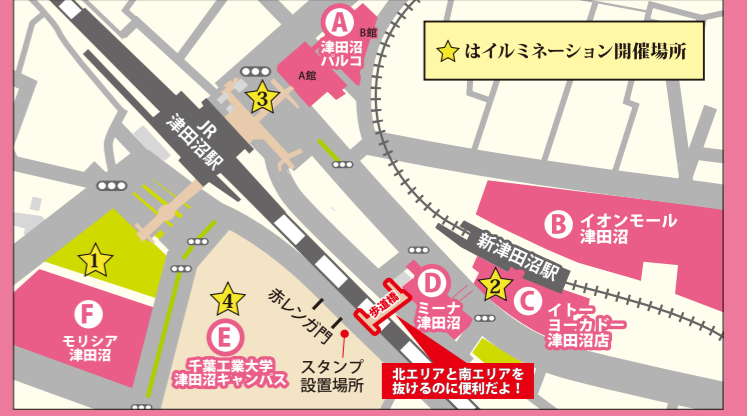 A
B館
津田沼
パルコ
A館
☆はイルミネーション開催場所
3
JR
津田沼駅
B
イオンモール
津田沼
新津田沼駅
1
2
D
ミーナ
津田沼
C
イトー
ヨーカドー
津田沼店
4
赤レンガ門
歩道橋
F
モリシア
津田沼
E
千葉工業大学
津田沼キャンパス
スタンプ
設置場所
北エリアと南エリアを
抜けるのに便利だよ！